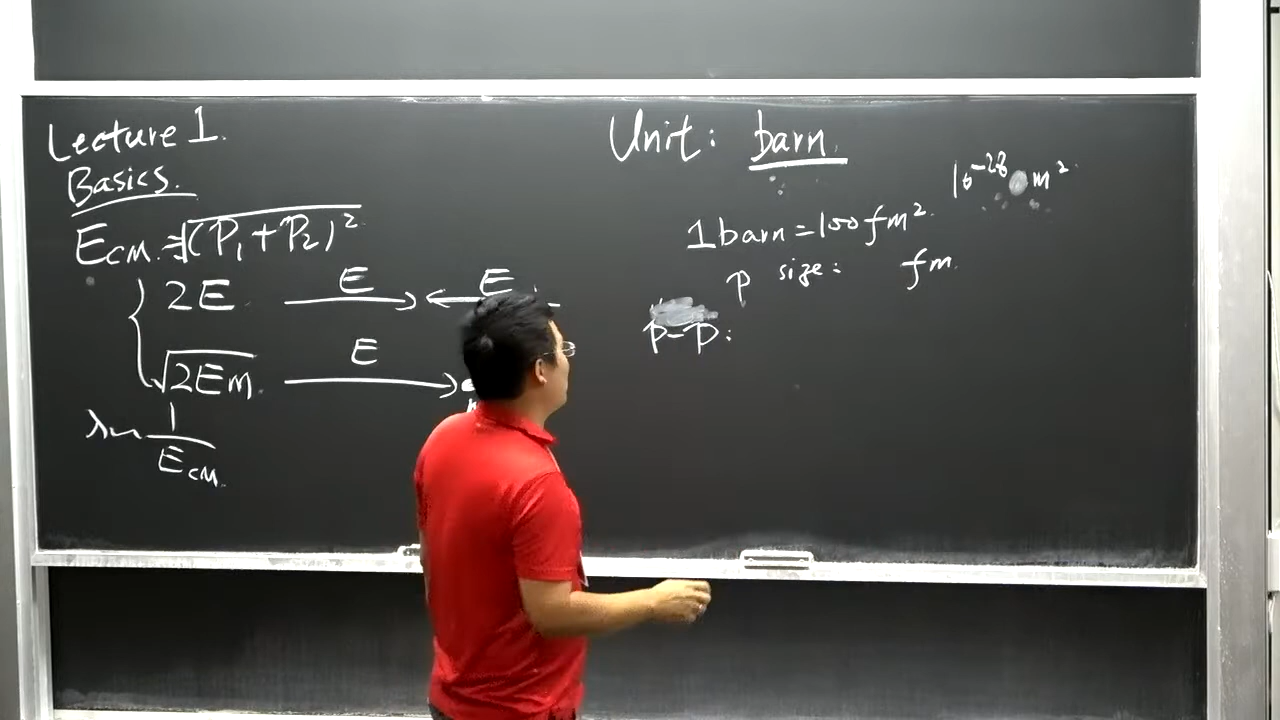 Lecture 1.
Basics.
E_CM. = √(P₁+P₂)²
2E E E
√2Em. E
λ ~ 1/E_CM.
Unit: barn.
10⁻²⁸ m²
1 barn = 100 fm².
p size: fm.
p-p: